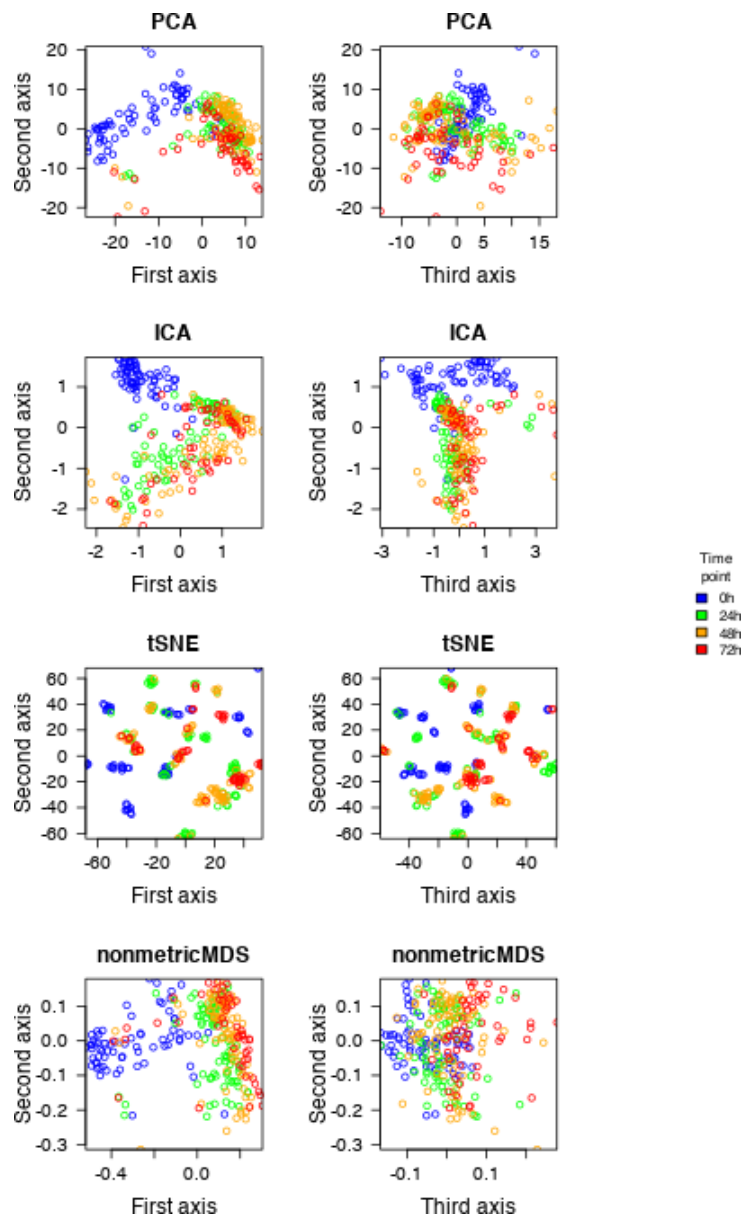 PCA PCA
20 20
10 10
Second axis 0 Second axis 0
-10 -10
-20 -20
-20 -10 0 10 -10 0 5 15
First axis Third axis
ICA ICA
1 1
Second axis 0 Second axis 0
-1 -1
-2 -2
-2 -1 0 1 -3 -1 1 3
First axis Third axis
Time
point
0h
24h
48h
72h
tSNE tSNE
60 60
40 40
20 20
Second axis 0 Second axis 0
-20 -20
-40 -40
-60 -60
-60 -20 20 -40 0 40
First axis Third axis
nonmetricMDS nonmetricMDS
0.1 0.1
0.0 0.0
Second axis -0.1 Second axis -0.1
-0.2 -0.2
-0.3 -0.3
-0.4 0.0 -0.1 0.1
First axis Third axis